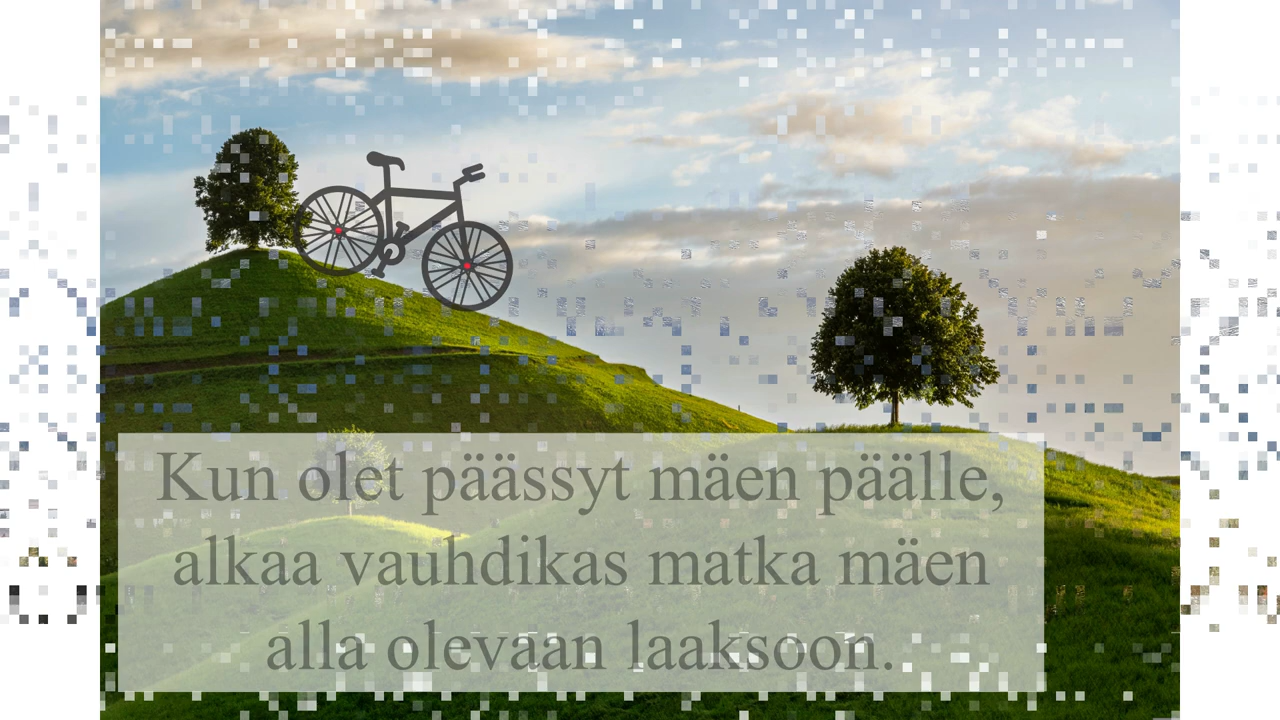 Kun olet päässyt mäen päälle,
alkaa vauhdikas matka mäen
alla olevaan laaksoon.